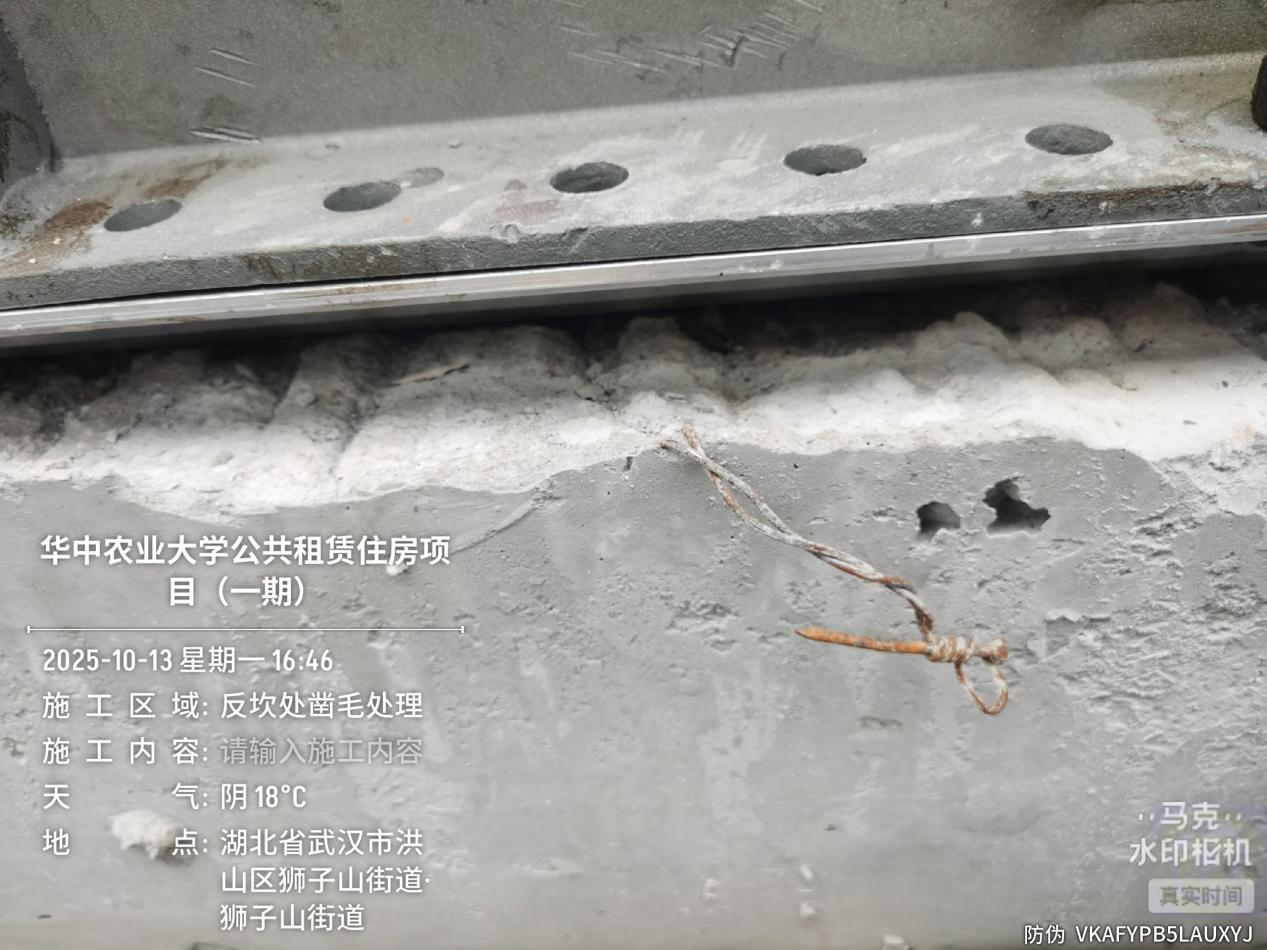 华中农业大学公共租赁住房项
目（一期）
2025-10-13 星期一 16:46
施工区域：反坎处凿毛处理
施工内容：请输入施工内容
天气：阴 18°C
地点：湖北省武汉市洪
山区狮子山街道·
狮子山街道
马克
水印相机
真实时间
防伪 VKAFYPB5LAUXYJ